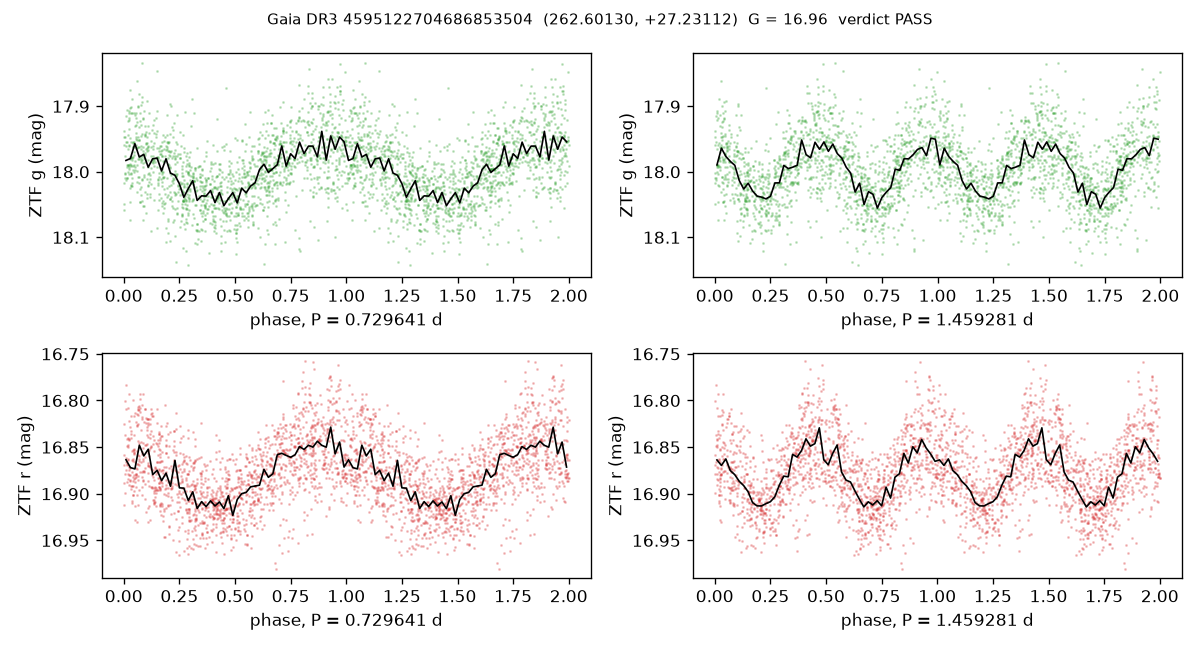 Gaia DR3 4595122704686853504 (262.60130, +27.23112) G = 16.96 verdict PASS
ZTF g (mag)
17.9
18.0
18.1
0.00 0.25 0.50 0.75 1.00 1.25 1.50 1.75 2.00
phase, P = 0.729641 d
ZTF g (mag)
17.9
18.0
18.1
0.00 0.25 0.50 0.75 1.00 1.25 1.50 1.75 2.00
phase, P = 1.459281 d
ZTF r (mag)
16.75
16.80
16.85
16.90
16.95
0.00 0.25 0.50 0.75 1.00 1.25 1.50 1.75 2.00
phase, P = 0.729641 d
ZTF r (mag)
16.75
16.80
16.85
16.90
16.95
0.00 0.25 0.50 0.75 1.00 1.25 1.50 1.75 2.00
phase, P = 1.459281 d